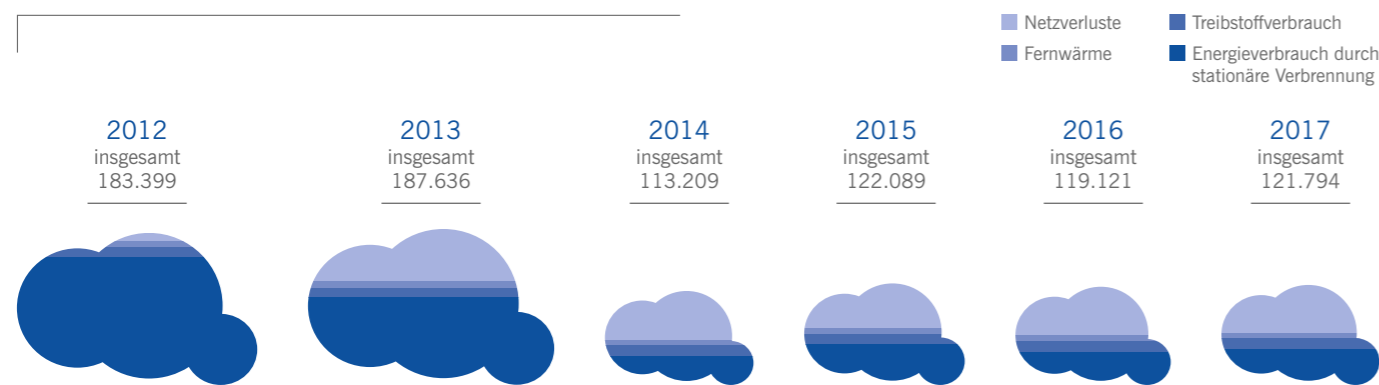 Netzverluste
Fernwärme
Treibstoffverbrauch
Energieverbrauch durch
stationäre Verbrennung
2012
insgesamt
183.399
2013
insgesamt
187.636
2014
insgesamt
113.209
2015
insgesamt
122.089
2016
insgesamt
119.121
2017
insgesamt
121.794